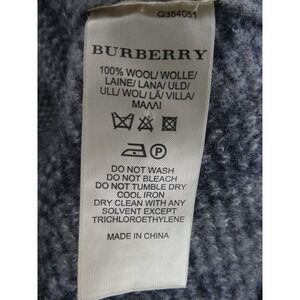 Q354051
BURBERRY
100% WOOL/WOLLE/
LAINE/LANA/ULD/
ULL/WOL/LÃ/VILLA/
ΜΑΛΛΙ
P
DO NOT WASH
DO NOT BLEACH
DO NOT TUMBLE DRY
COOL IRON
DRY CLEAN WITH ANY
SOLVENT EXCEPT
TRICHLOROETHYLENE
MADE IN CHINA